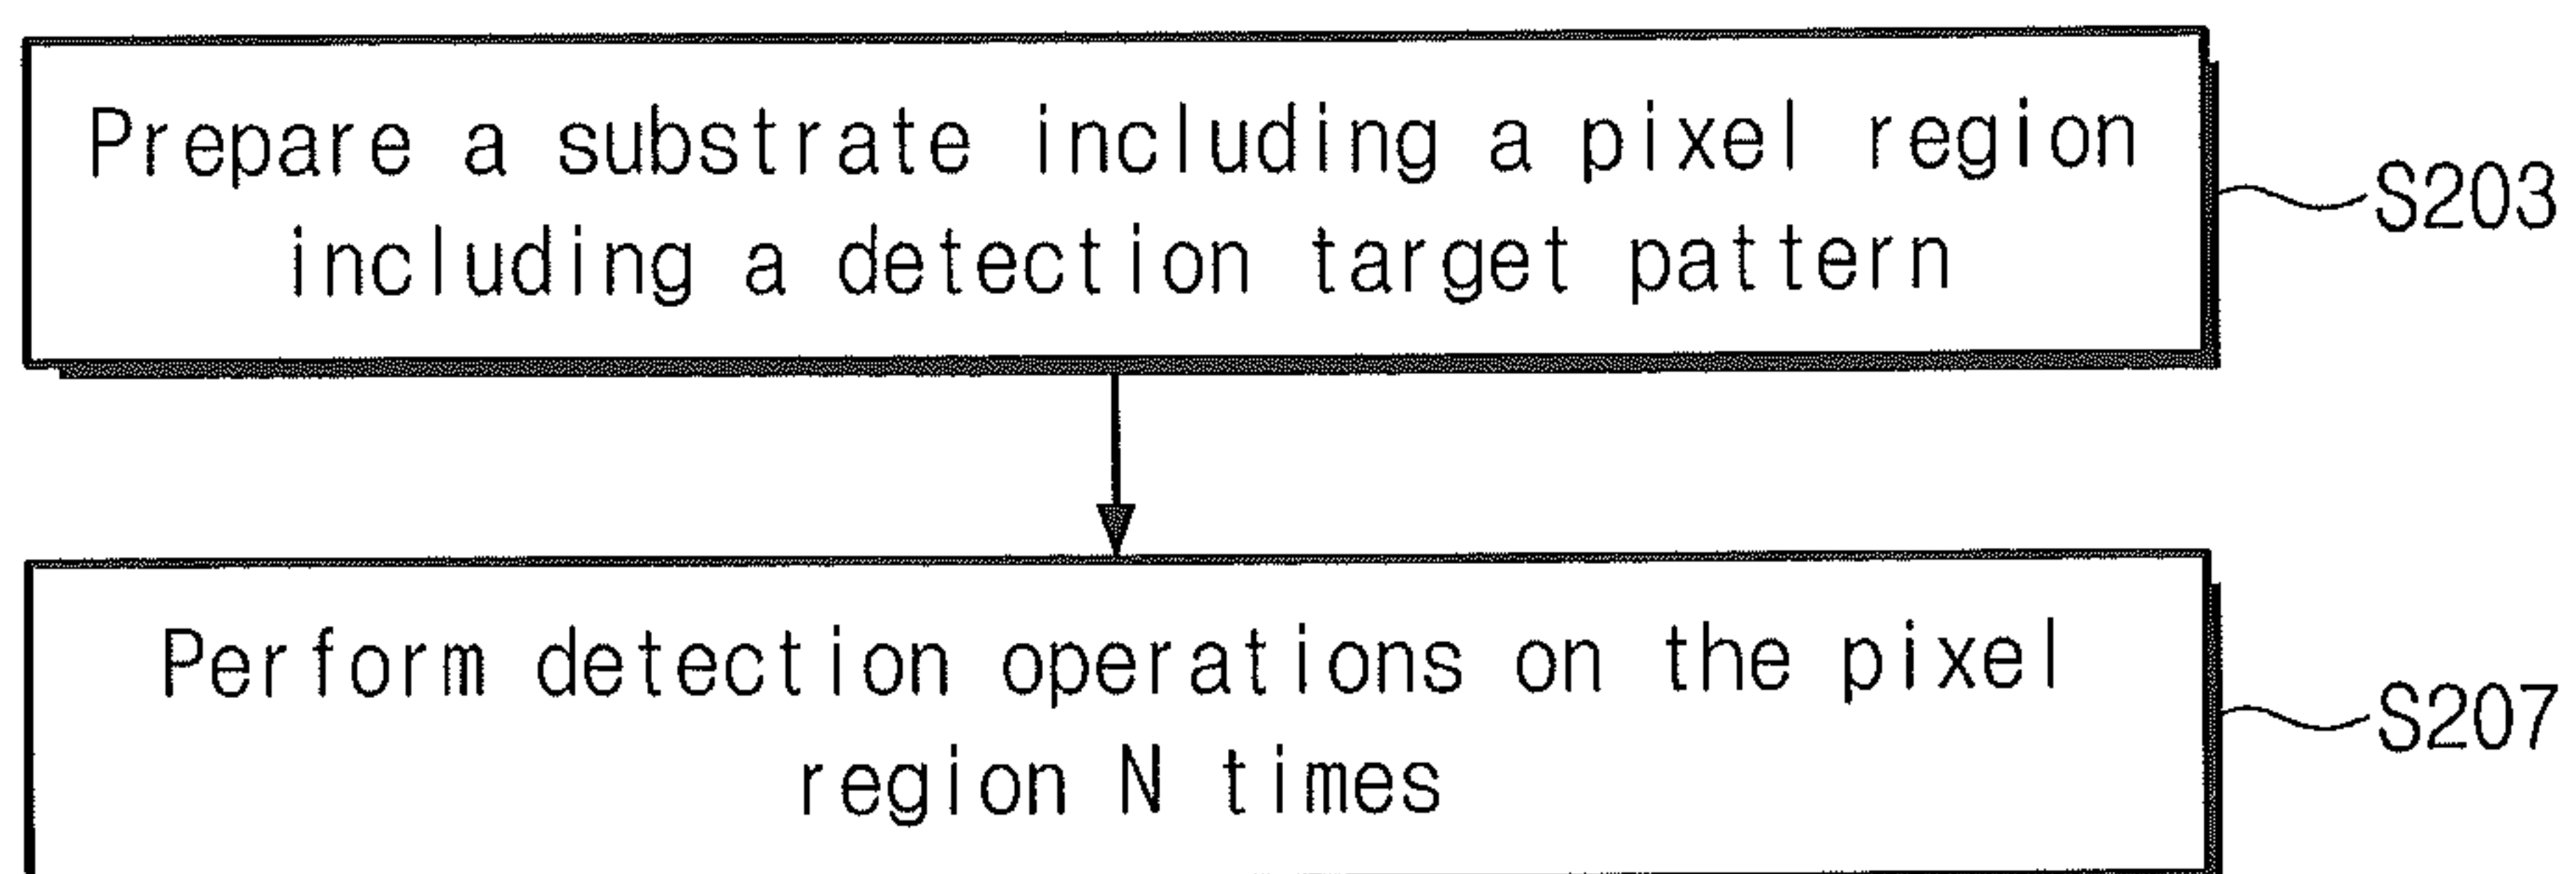 Prepare a substrate including a pixel region
including a detection target pattern
S203
Perform detection operations on the pixel
region N times
S207